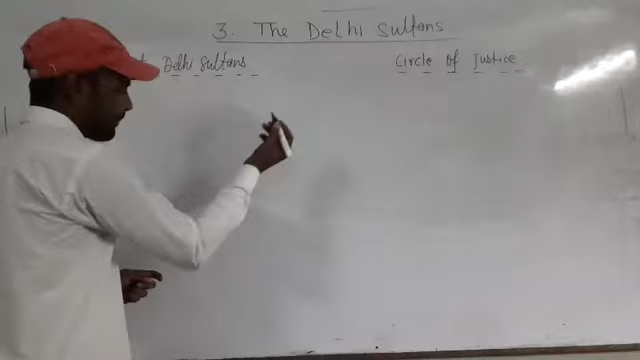 3. The Delhi Sultans
Delhi Sultans
Circle of Justice